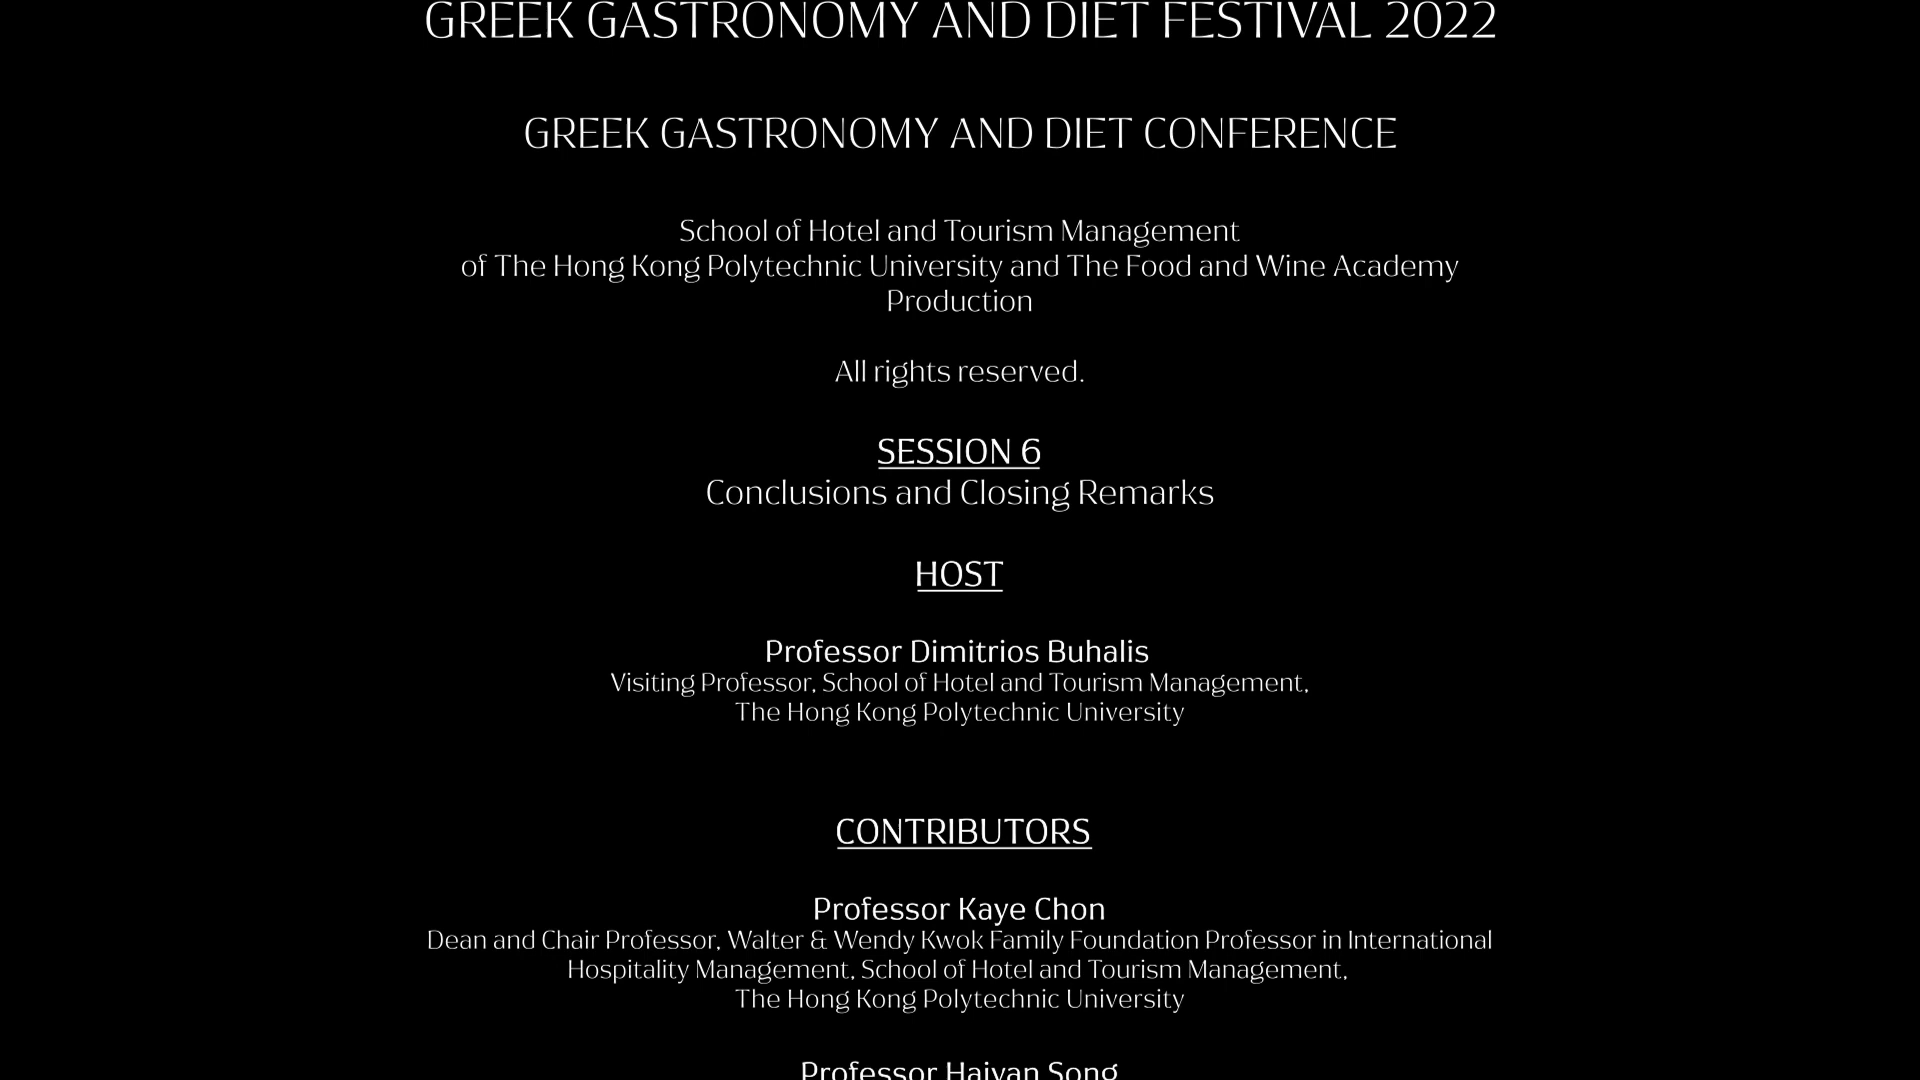 GREEK GASTRONOMY AND DIET FESTIVAL 2022
GREEK GASTRONOMY AND DIET CONFERENCE
School of Hotel and Tourism Management
of The Hong Kong Polytechnic University and The Food and Wine Academy
Production
All rights reserved.
SESSION 6
Conclusions and Closing Remarks
HOST
Professor Dimitrios Buhalis
Visiting Professor, School of Hotel and Tourism Management,
The Hong Kong Polytechnic University
CONTRIBUTORS
Professor Kaye Chon
Dean and Chair Professor, Walter & Wendy Kwok Family Foundation Professor in International
Hospitality Management, School of Hotel and Tourism Management,
The Hong Kong Polytechnic University
Professor Haiyan Song